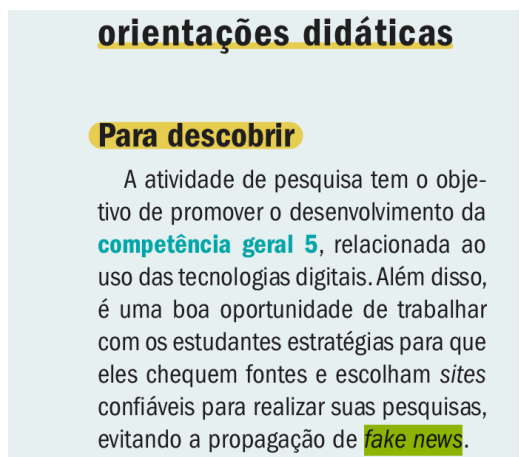 orientações didáticas
Para descobrir
A atividade de pesquisa tem o obje-
tivo de promover o desenvolvimento da
competência geral 5, relacionada ao
uso das tecnologias digitais. Além disso,
é uma boa oportunidade de trabalhar
com os estudantes estratégias para que
eles chequem fontes e escolham sites
confiáveis para realizar suas pesquisas,
evitando a propagação de fake news.